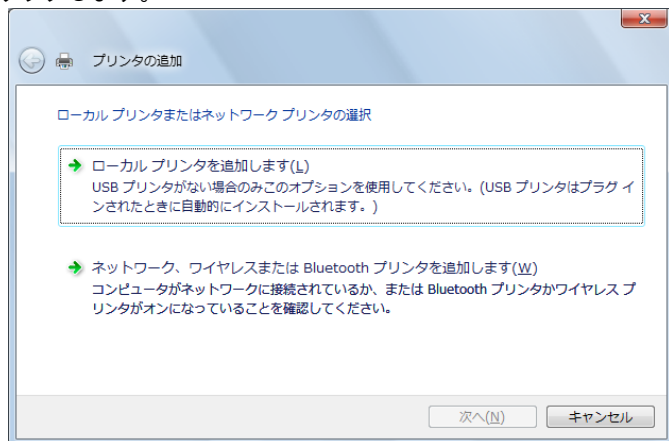 クリックします。
プリンタの追加
ローカル プリンタまたはネットワーク プリンタの選択
ローカル プリンタを追加します(L)
USB プリンタがない場合のみこのオプションを使用してください。(USB プリンタはプラグ イ
ンされたときに自動的にインストールされます。)
ネットワーク、ワイヤレスまたは Bluetooth プリンタを追加します(W)
コンピュータがネットワークに接続されているか、または Bluetooth プリンタかワイヤレス プ
リンタがオンになっていることを確認してください。
次へ(N)
キャンセル